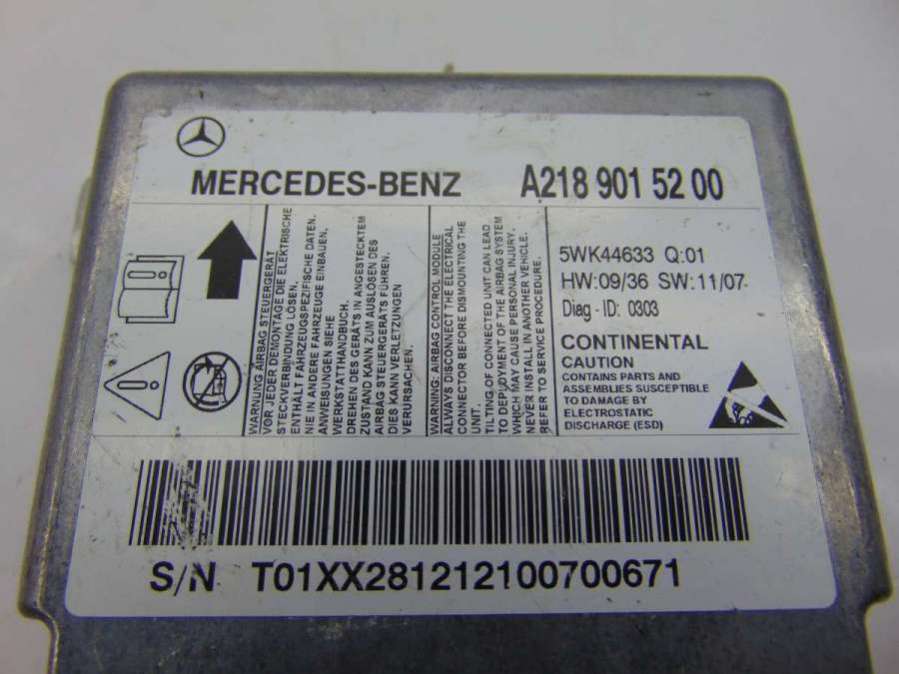 MERCEDES-BENZ A218 901 52 00
WARNUNG AIRBAG STEUERGERÄT
VOR JEDER DEMONTAGE DIE ELEKTRISCHE
STECKVERBINDUNG LÖSEN.
ENTHÄLT FAHRZEUGSPEZIFISCHE DATEN.
NIE IN ANDERE FAHRZEUGE EINBAUEN.
ANWEISUNGEN SIEHE
WERKSTATTHANDBUCH.
DREHEN DES GERÄTS IN ANGESTECKTEM
ZUSTAND KANN ZUM AUSLÖSEN DES
AIRBAG STEUERGERÄTS FÜHREN.
DIES KANN VERLETZUNGEN
VERURSACHEN.
WARNING: AIRBAG CONTROL MODULE
ALWAYS DISCONNECT THE ELECTRICAL
CONNECTOR BEFORE DISMOUNTING THE
UNIT.
TILTING OF CONNECTED UNIT CAN LEAD
TO DEPLOYMENT OF THE AIRBAG SYSTEM
WHICH MAY CAUSE PERSONAL INJURY.
NEVER INSTALL IN ANOTHER VEHICLE.
REFER TO SERVICE PROCEDURE.
5WK44633 Q:01
HW:09/36 SW:11/07
Diag - ID: 0303
CONTINENTAL
CAUTION
CONTAINS PARTS AND
ASSEMBLIES SUSCEPTIBLE
TO DAMAGE BY
ELECTROSTATIC
DISCHARGE (ESD)
S/N T01XX281212100700671